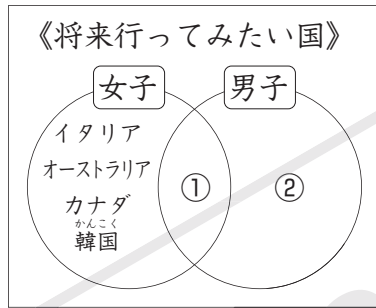 《将来行ってみたい国》
女子
男子
イタリア
オーストラリア
カナダ
かんこく
韓国
①
②